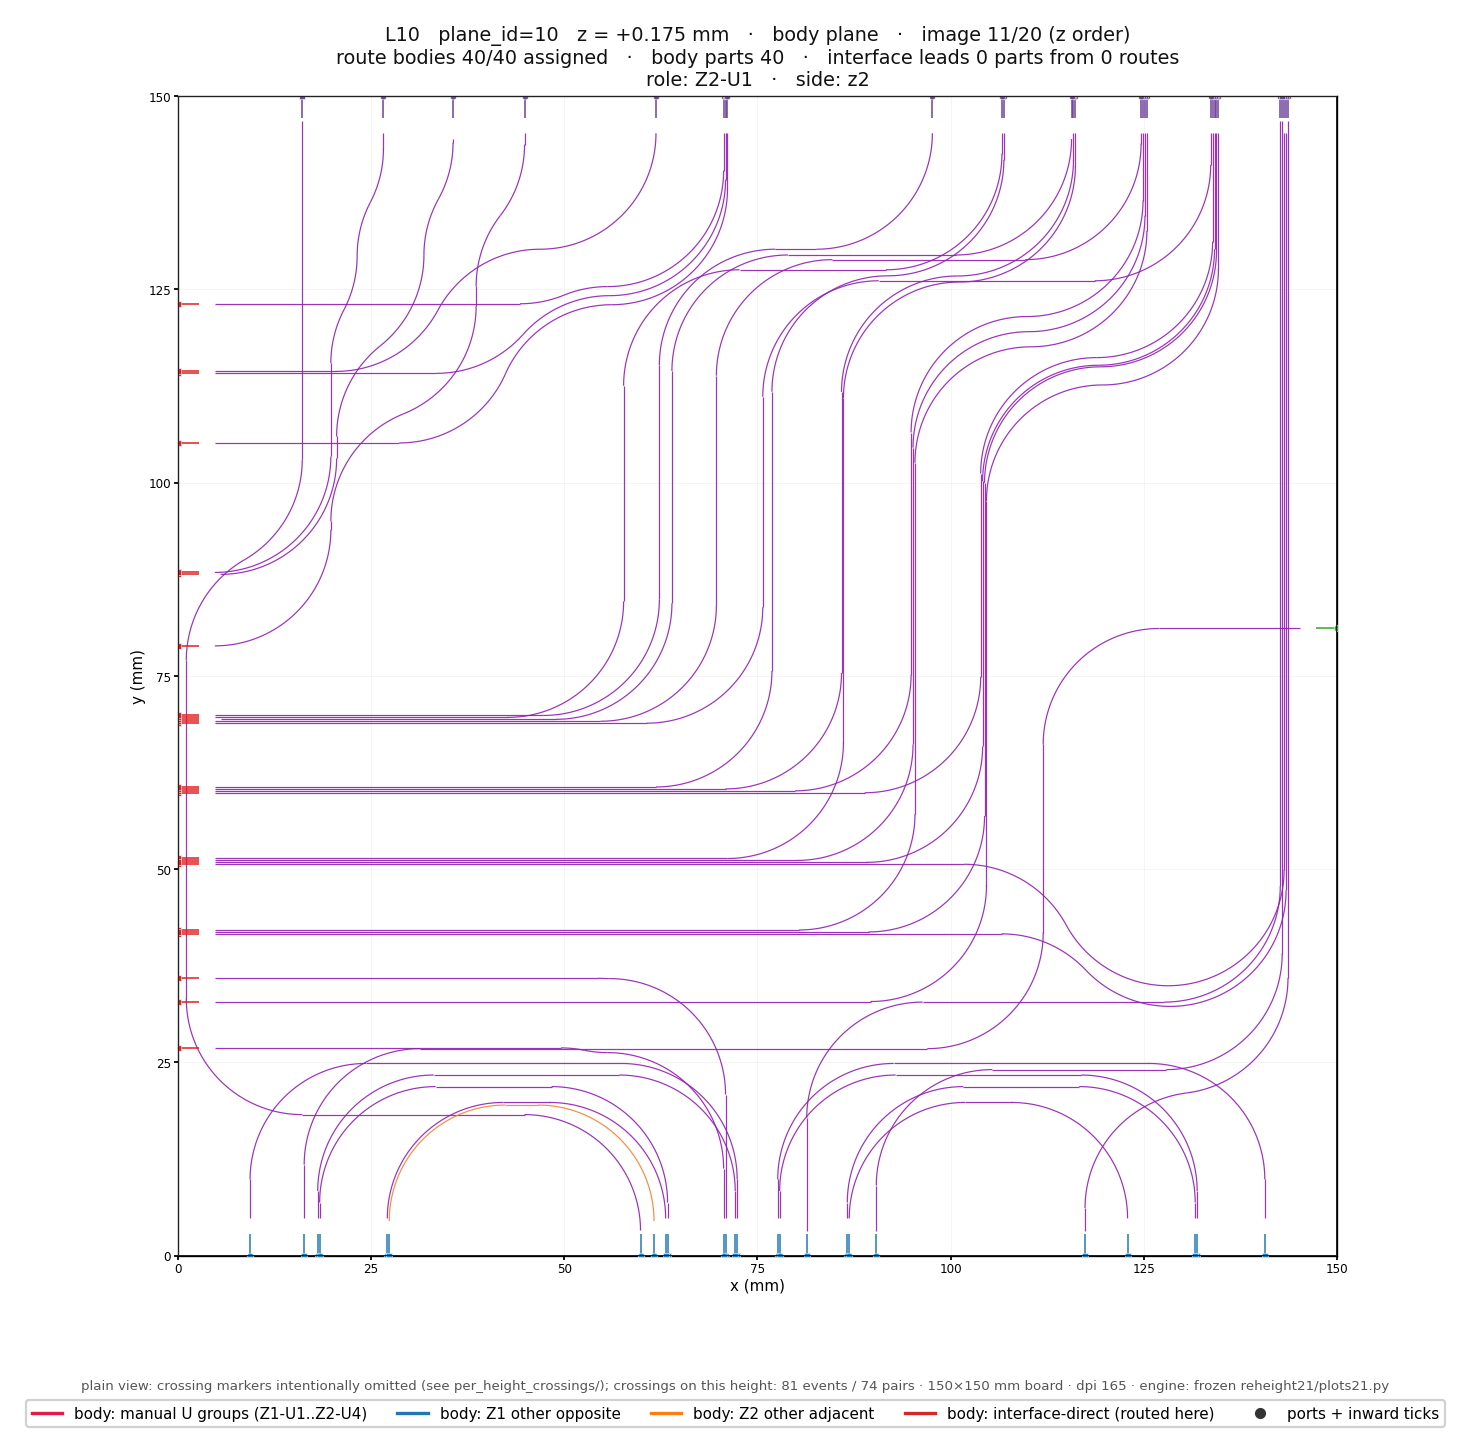 L10   plane_id=10   z = +0.175 mm   ·   body plane   ·   image 11/20 (z order)
route bodies 40/40 assigned   ·   body parts 40   ·   interface leads 0 parts from 0 routes
role: Z2-U1   ·   side: z2
150
125
100
75
50
25
0
y (mm)
0 25 50 75 100 125 150
x (mm)
plain view: crossing markers intentionally omitted (see per_height_crossings/); crossings on this height: 81 events / 74 pairs · 150×150 mm board · dpi 165 · engine: frozen reheight21/plots21.py
body: manual U groups (Z1-U1..Z2-U4) body: Z1 other opposite body: Z2 other adjacent body: interface-direct (routed here) ports + inward ticks